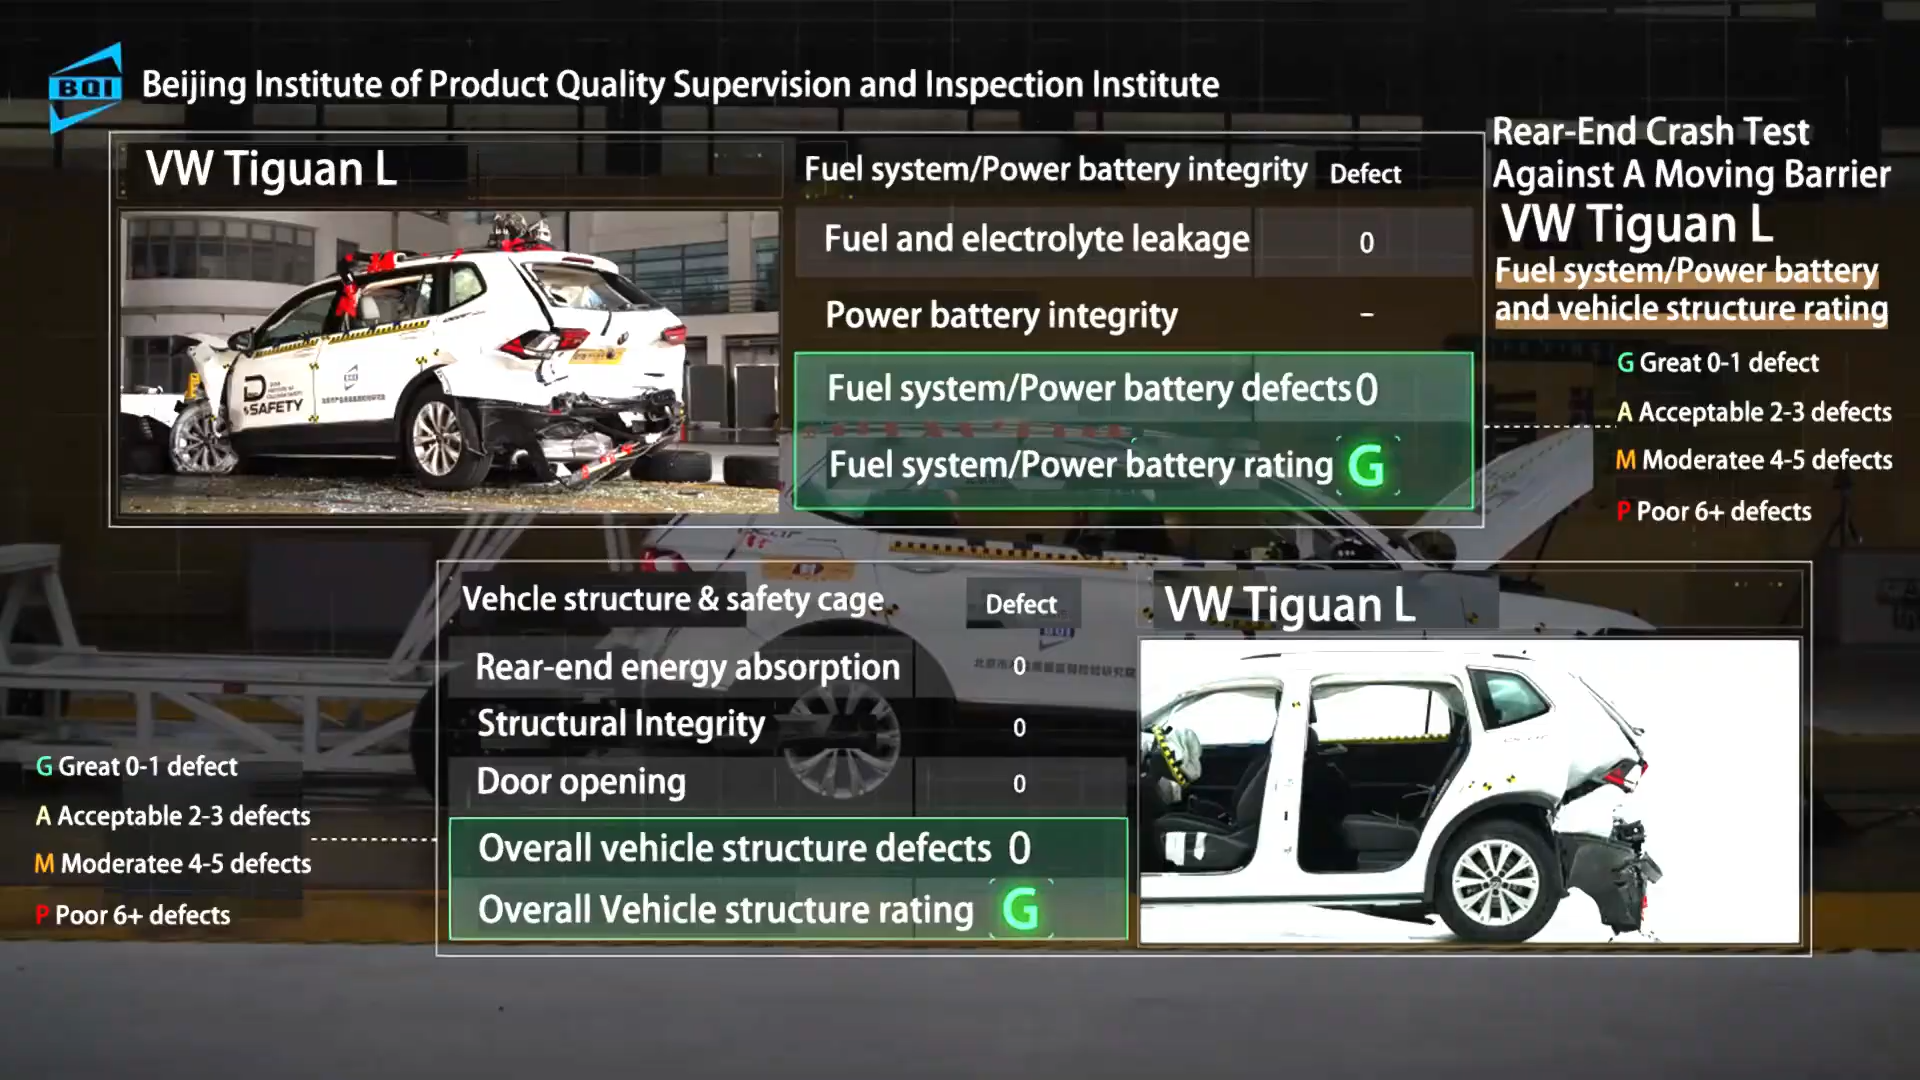 BQI Beijing Institute of Product Quality Supervision and Inspection Institute
Rear-End Crash Test
Against A Moving Barrier
VW Tiguan L
Fuel system/Power battery
and vehicle structure rating
G Great 0-1 defect
A Acceptable 2-3 defects
M Moderatee 4-5 defects
P Poor 6+ defects
VW Tiguan L
SAFETY
Fuel system/Power battery integrity Defect
Fuel and electrolyte leakage 0
Power battery integrity -
Fuel system/Power battery defects 0
Fuel system/Power battery rating G
Vehcle structure & safety cage Defect
Rear-end energy absorption 0
Structural Integrity 0
Door opening 0
Overall vehicle structure defects 0
Overall Vehicle structure rating G
VW Tiguan L
BQI
G Great 0-1 defect
A Acceptable 2-3 defects
M Moderatee 4-5 defects
P Poor 6+ defects